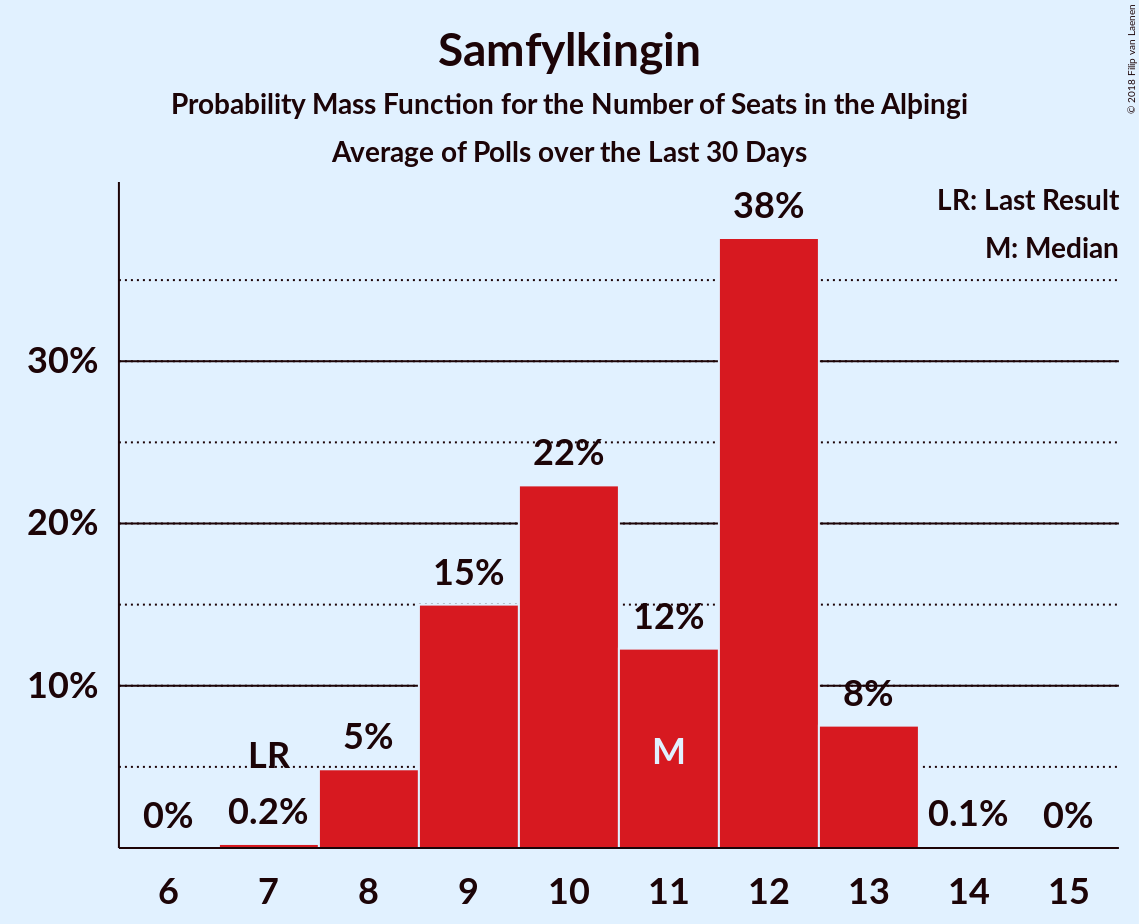 Samfylkingin
Probability Mass Function for the Number of Seats in the Alþingi
Average of Polls over the Last 30 Days
© 2018 Filip van Laenen
LR: Last Result
M: Median
38%
30%
22%
20%
15%
12%
10%
8%
5%
LR
M
0%
0.2%
0.1%
0%
6 7 8 9 10 11 12 13 14 15